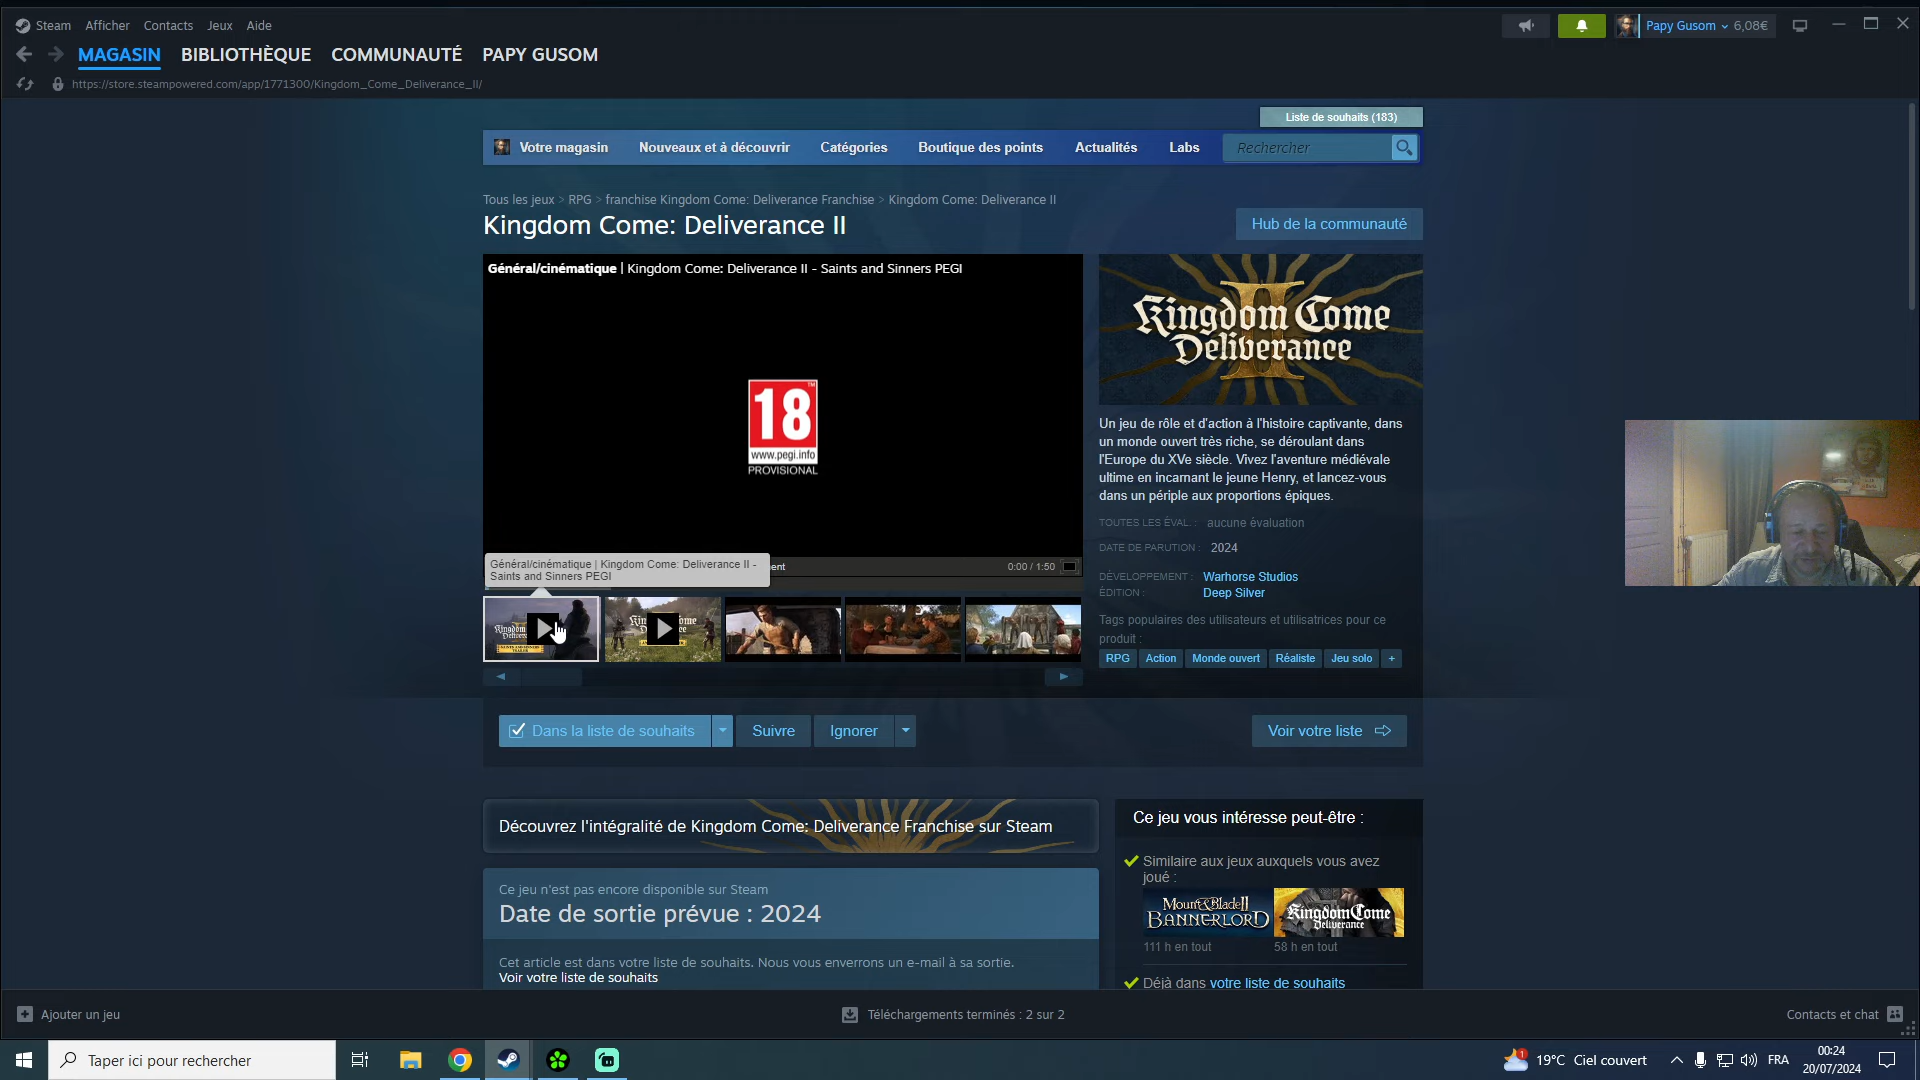 Steam Afficher Contacts Jeux Aide
Papy Gusom 6,08€
MAGASIN BIBLIOTHÈQUE COMMUNAUTÉ PAPY GUSOM
https://store.steampowered.com/app/1771300/Kingdom_Come_Deliverance_II/
Liste de souhaits (183)
Votre magasin Nouveaux et à découvrir Catégories Boutique des points Actualités Labs Rechercher
Tous les jeux > RPG > franchise Kingdom Come: Deliverance Franchise > Kingdom Come: Deliverance II
Kingdom Come: Deliverance II
Hub de la communauté
Général/cinématique | Kingdom Come: Deliverance II - Saints and Sinners PEGI
18
www.pegi.info
PROVISIONAL
ent
0:00 / 1:50
Général/cinématique | Kingdom Come: Deliverance II -
Saints and Sinners PEGI
Kingdom Come
II
Deliverance
Un jeu de rôle et d'action à l'histoire captivante, dans
un monde ouvert très riche, se déroulant dans
l'Europe du XVe siècle. Vivez l'aventure médiévale
ultime en incarnant le jeune Henry, et lancez-vous
dans un périple aux proportions épiques.
TOUTES LES ÉVAL. : aucune évaluation
DATE DE PARUTION : 2024
DÉVELOPPEMENT : Warhorse Studios
ÉDITION : Deep Silver
Tags populaires des utilisateurs et utilisatrices pour ce
produit :
RPG Action Monde ouvert Réaliste Jeu solo +
Dans la liste de souhaits Suivre Ignorer
Voir votre liste
Découvrez l'intégralité de Kingdom Come: Deliverance Franchise sur Steam
Ce jeu n'est pas encore disponible sur Steam
Date de sortie prévue : 2024
Cet article est dans votre liste de souhaits. Nous vous enverrons un e-mail à sa sortie.
Voir votre liste de souhaits
Ce jeu vous intéresse peut-être :
Similaire aux jeux auxquels vous avez
joué :
Mount & Blade II
BANNERLORD
Kingdom Come
Deliverance
111 h en tout 58 h en tout
Déjà dans votre liste de souhaits
Ajouter un jeu
Téléchargements terminés : 2 sur 2
Contacts et chat
Taper ici pour rechercher
1
19°C Ciel couvert
FRA
00:24
20/07/2024